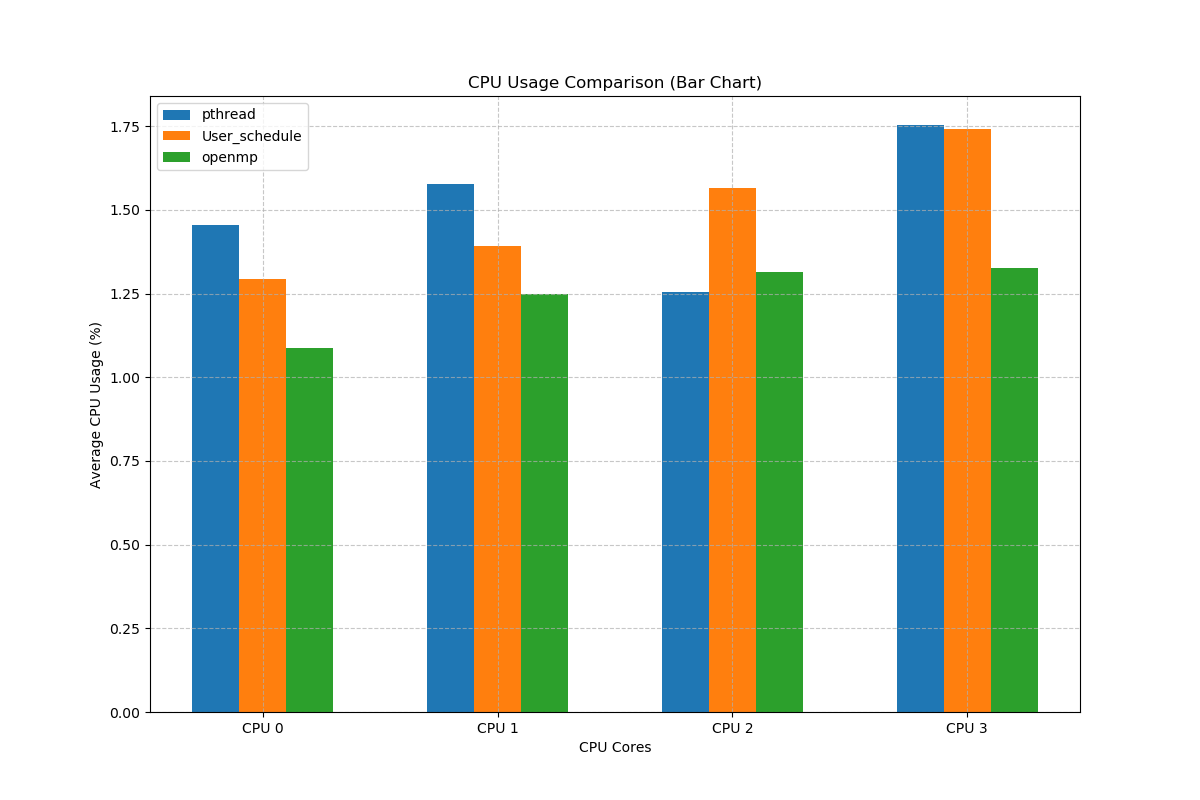 CPU Usage Comparison (Bar Chart)
pthread
User_schedule
openmp
Average CPU Usage (%)
1.75
1.50
1.25
1.00
0.75
0.50
0.25
0.00
CPU 0
CPU 1
CPU 2
CPU 3
CPU Cores